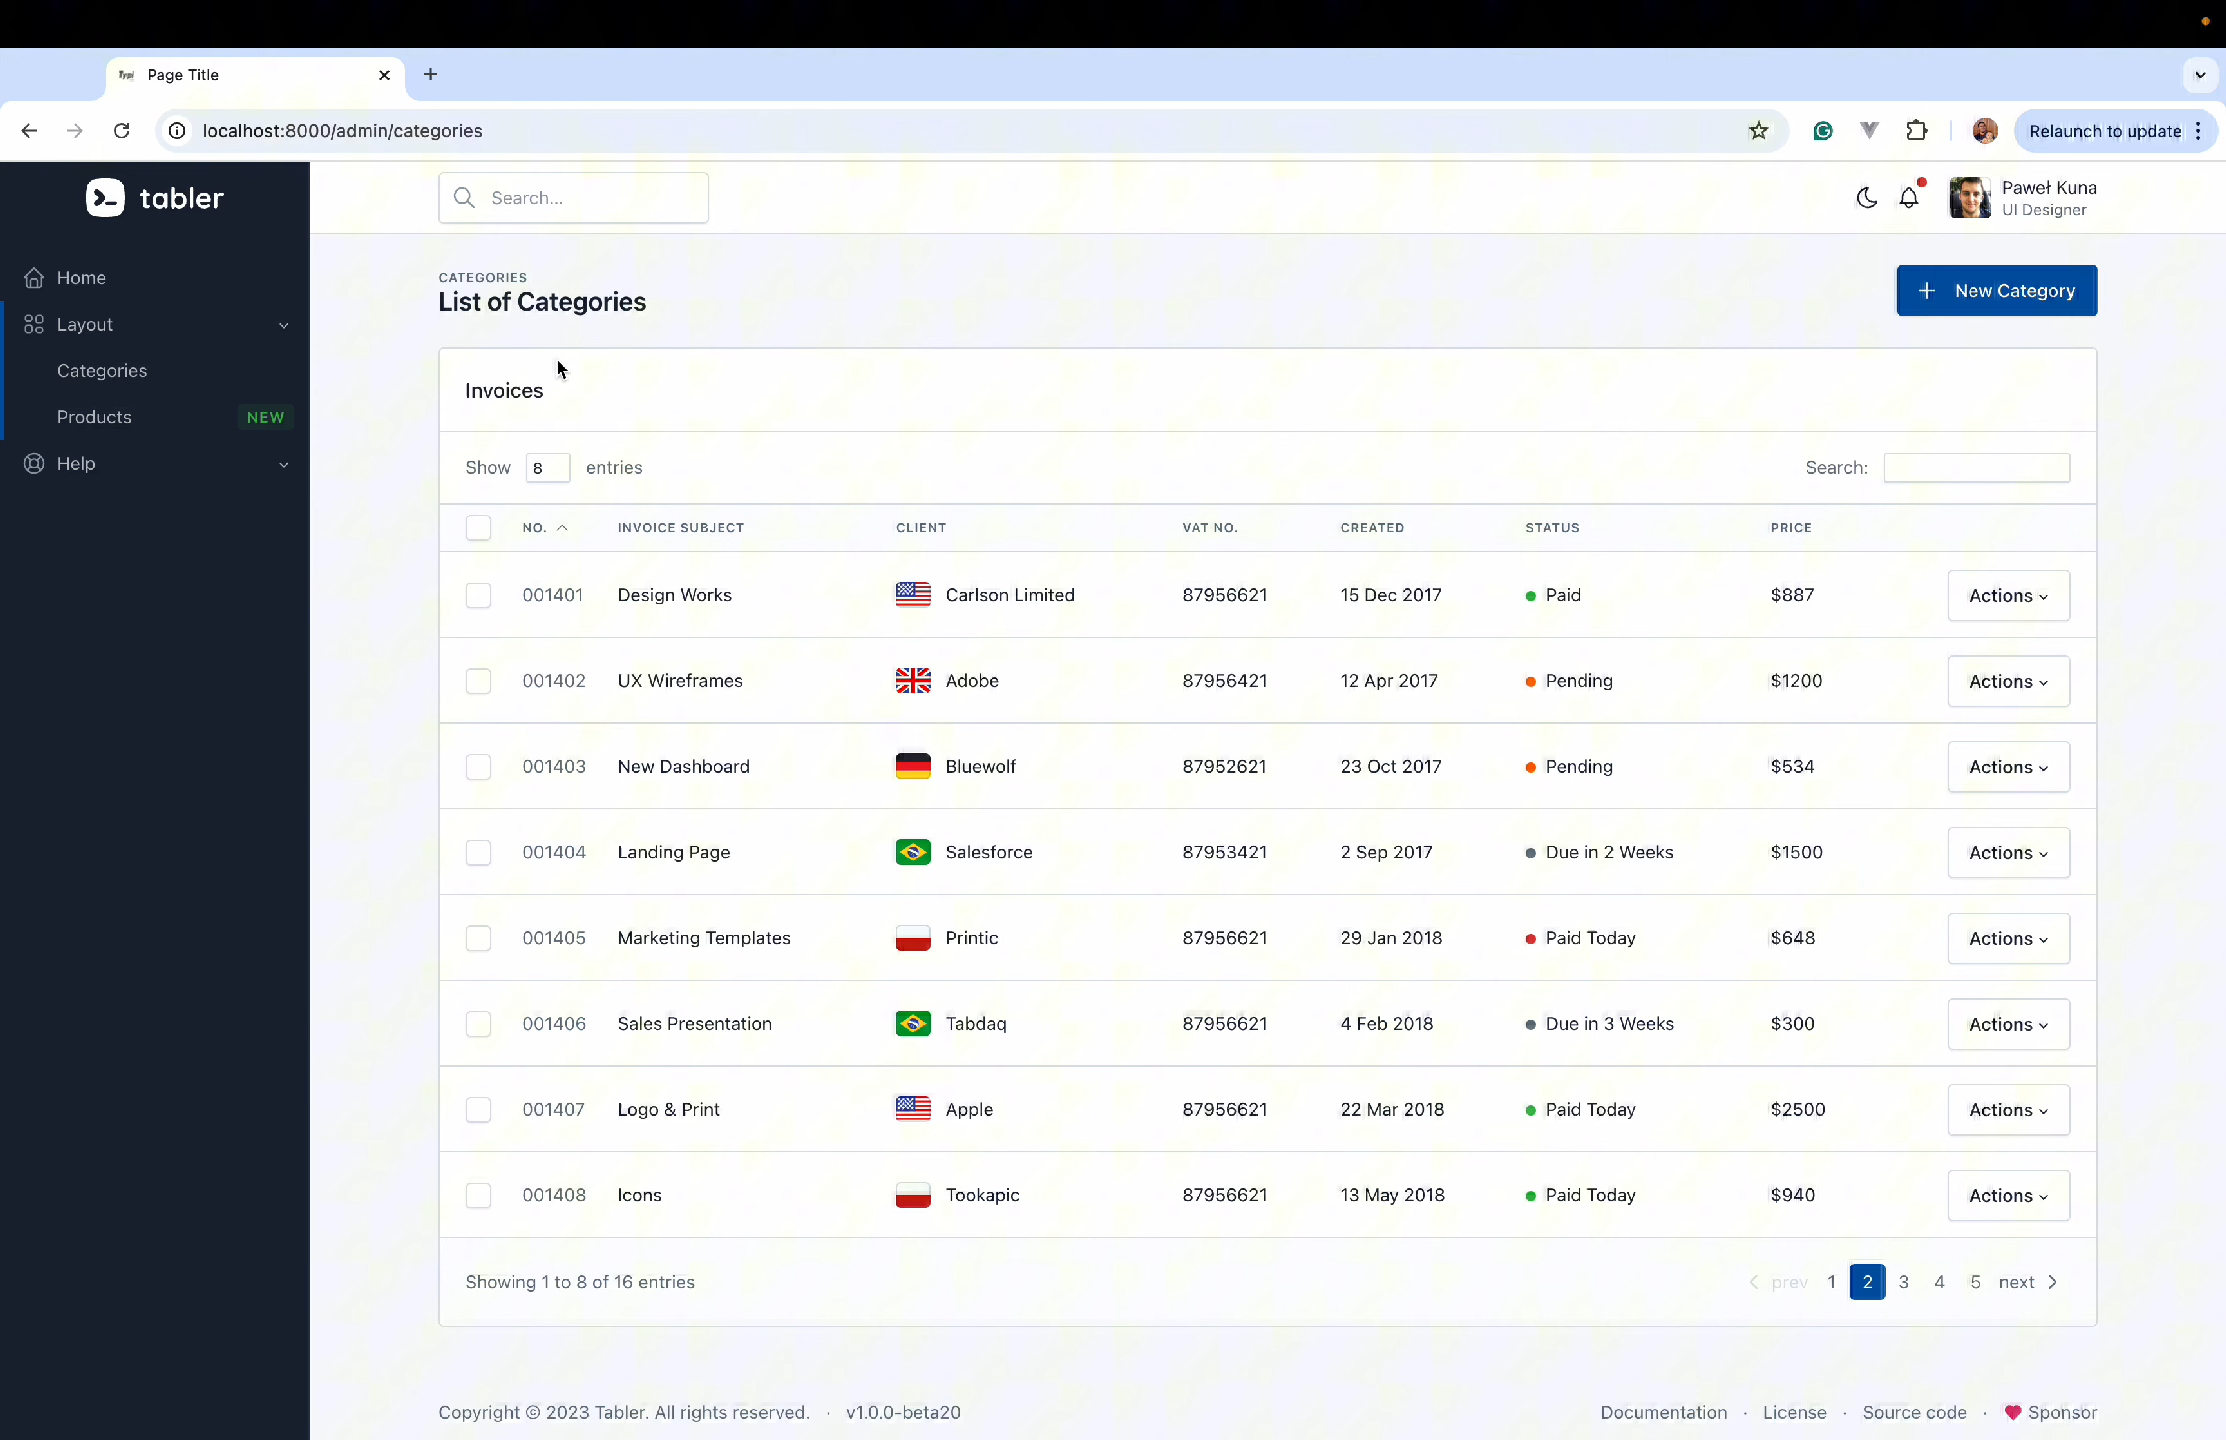 Page Title
localhost:8000/admin/categories
Relaunch to update
tabler
Search...
Paweł Kuna
UI Designer
Home
Layout
Categories
Products NEW
Help
CATEGORIES
List of Categories
New Category
Invoices
Show 8 entries
Search:
NO. INVOICE SUBJECT CLIENT VAT NO. CREATED STATUS PRICE
001401 Design Works Carlson Limited 87956621 15 Dec 2017 Paid $887 Actions
001402 UX Wireframes Adobe 87956421 12 Apr 2017 Pending $1200 Actions
001403 New Dashboard Bluewolf 87952621 23 Oct 2017 Pending $534 Actions
001404 Landing Page Salesforce 87953421 2 Sep 2017 Due in 2 Weeks $1500 Actions
001405 Marketing Templates Printic 87956621 29 Jan 2018 Paid Today $648 Actions
001406 Sales Presentation Tabdaq 87956621 4 Feb 2018 Due in 3 Weeks $300 Actions
001407 Logo & Print Apple 87956621 22 Mar 2018 Paid Today $2500 Actions
001408 Icons Tookapic 87956621 13 May 2018 Paid Today $940 Actions
Showing 1 to 8 of 16 entries
prev 1 2 3 4 5 next
Copyright © 2023 Tabler. All rights reserved. · v1.0.0-beta20
Documentation · License · Source code · Sponsor